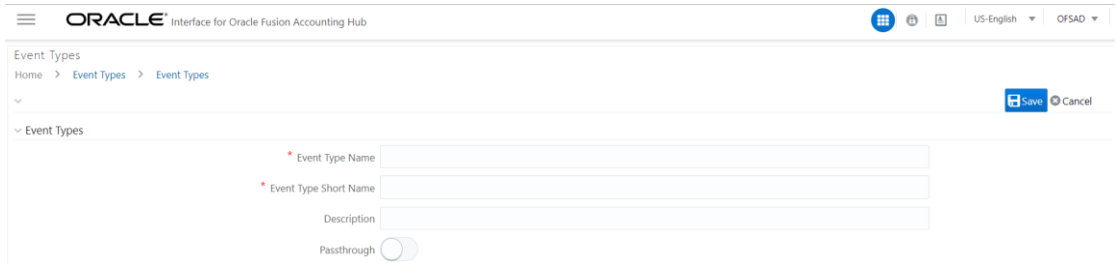 ORACLE® Interface for Oracle Fusion Accounting Hub US-English OFSAD
Event Types
Home > Event Types > Event Types
Save Cancel
Event Types
* Event Type Name
* Event Type Short Name
Description
Passthrough